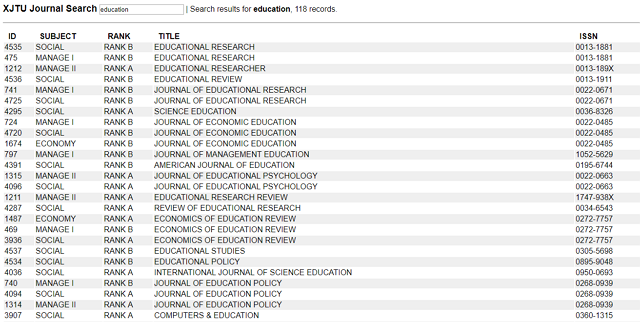 XJTU Journal Search education | Search results for education, 118 records.
ID SUBJECT RANK TITLE ISSN
4535 SOCIAL RANK B EDUCATIONAL RESEARCH 0013-1881
475 MANAGE I RANK B EDUCATIONAL RESEARCH 0013-1881
1212 MANAGE II RANK A EDUCATIONAL RESEARCHER 0013-189X
4536 SOCIAL RANK B EDUCATIONAL REVIEW 0013-1911
741 MANAGE I RANK B JOURNAL OF EDUCATIONAL RESEARCH 0022-0671
4725 SOCIAL RANK B JOURNAL OF EDUCATIONAL RESEARCH 0022-0671
4295 SOCIAL RANK A SCIENCE EDUCATION 0036-8326
724 MANAGE I RANK B JOURNAL OF ECONOMIC EDUCATION 0022-0485
4720 SOCIAL RANK B JOURNAL OF ECONOMIC EDUCATION 0022-0485
1674 ECONOMY RANK B JOURNAL OF ECONOMIC EDUCATION 0022-0485
797 MANAGE I RANK B JOURNAL OF MANAGEMENT EDUCATION 1052-5629
4391 SOCIAL RANK B AMERICAN JOURNAL OF EDUCATION 0195-6744
1315 MANAGE II RANK A JOURNAL OF EDUCATIONAL PSYCHOLOGY 0022-0663
4096 SOCIAL RANK A JOURNAL OF EDUCATIONAL PSYCHOLOGY 0022-0663
1211 MANAGE II RANK A EDUCATIONAL RESEARCH REVIEW 1747-938X
4287 SOCIAL RANK A REVIEW OF EDUCATIONAL RESEARCH 0034-6543
1487 ECONOMY RANK A ECONOMICS OF EDUCATION REVIEW 0272-7757
469 MANAGE I RANK B ECONOMICS OF EDUCATION REVIEW 0272-7757
3936 SOCIAL RANK A ECONOMICS OF EDUCATION REVIEW 0272-7757
4537 SOCIAL RANK B EDUCATIONAL STUDIES 0305-5698
4534 SOCIAL RANK B EDUCATIONAL POLICY 0895-9048
4036 SOCIAL RANK A INTERNATIONAL JOURNAL OF SCIENCE EDUCATION 0950-0693
740 MANAGE I RANK B JOURNAL OF EDUCATION POLICY 0268-0939
4094 SOCIAL RANK A JOURNAL OF EDUCATION POLICY 0268-0939
1314 MANAGE II RANK A JOURNAL OF EDUCATION POLICY 0268-0939
3907 SOCIAL RANK A COMPUTERS & EDUCATION 0360-1315